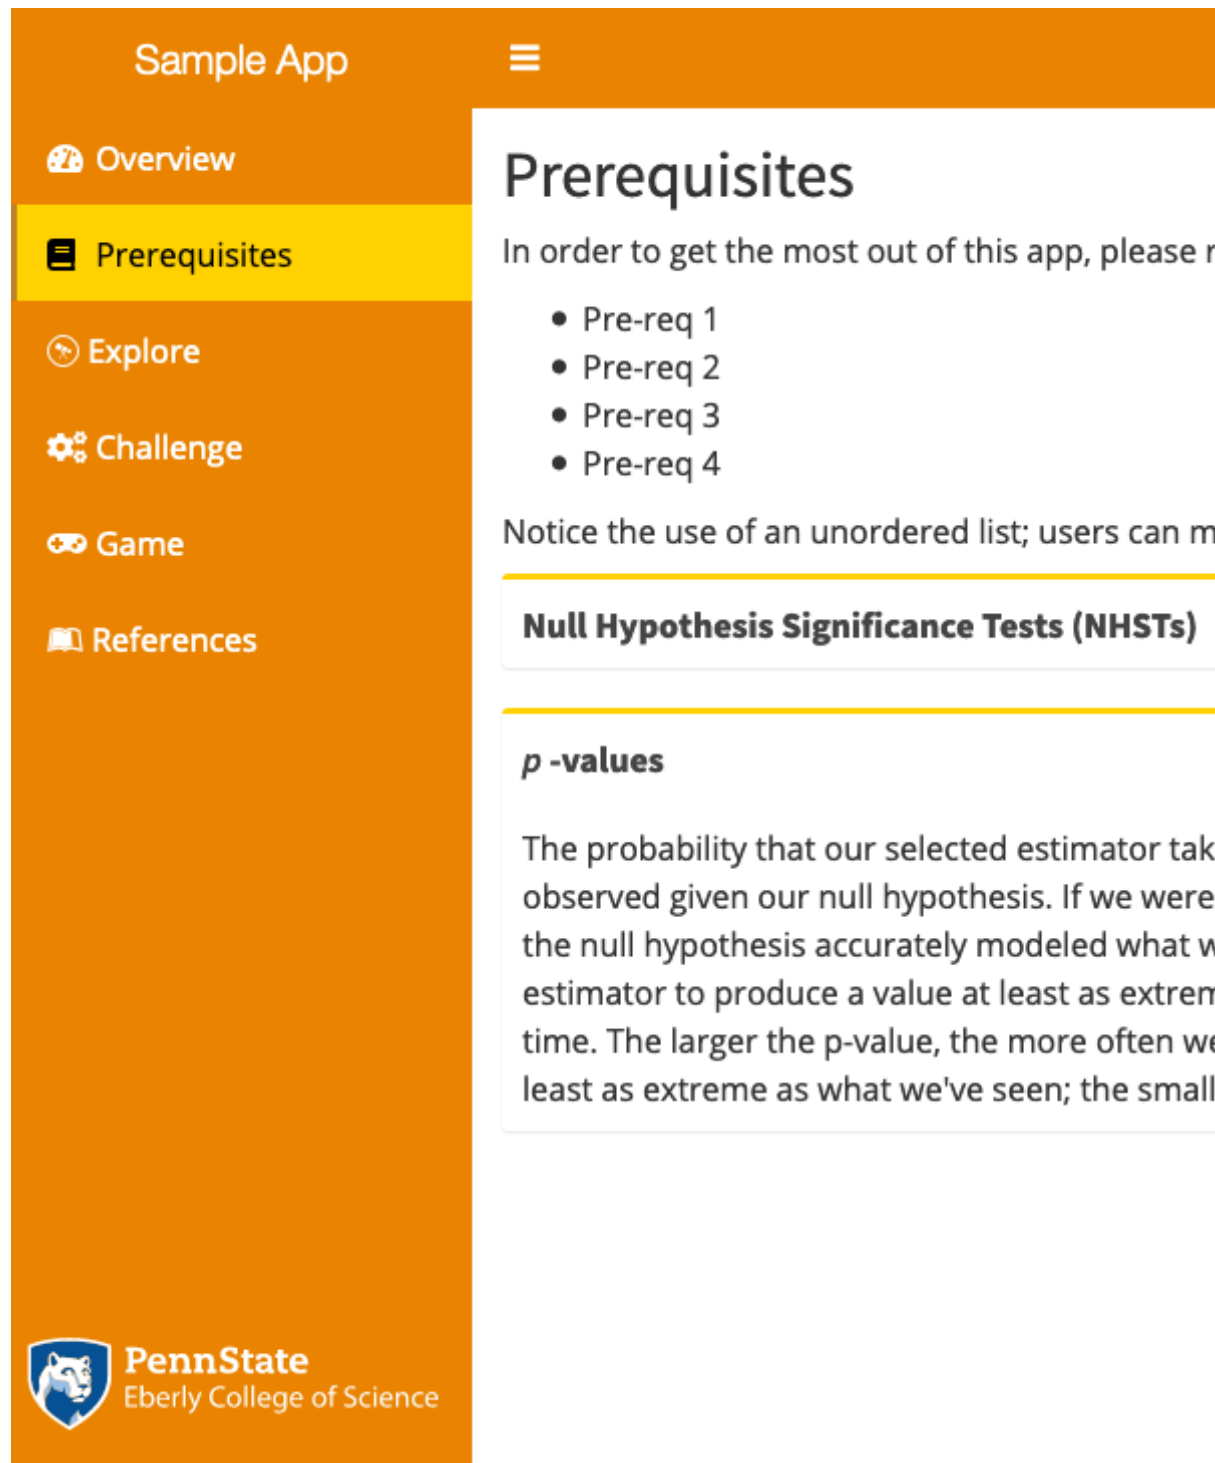 Sample App
Overview
Prerequisites
Explore
Challenge
Game
References
PennState
Eberly College of Science
Prerequisites
In order to get the most out of this app, please
Pre-req 1
Pre-req 2
Pre-req 3
Pre-req 4
Notice the use of an unordered list; users can
Null Hypothesis Significance Tests (NHSTs)
p -values
The probability that our selected estimator
observed given our null hypothesis. If we were
the null hypothesis accurately modeled what
estimator to produce a value at least as
time. The larger the p-value, the more often
least as extreme as what we've seen; the